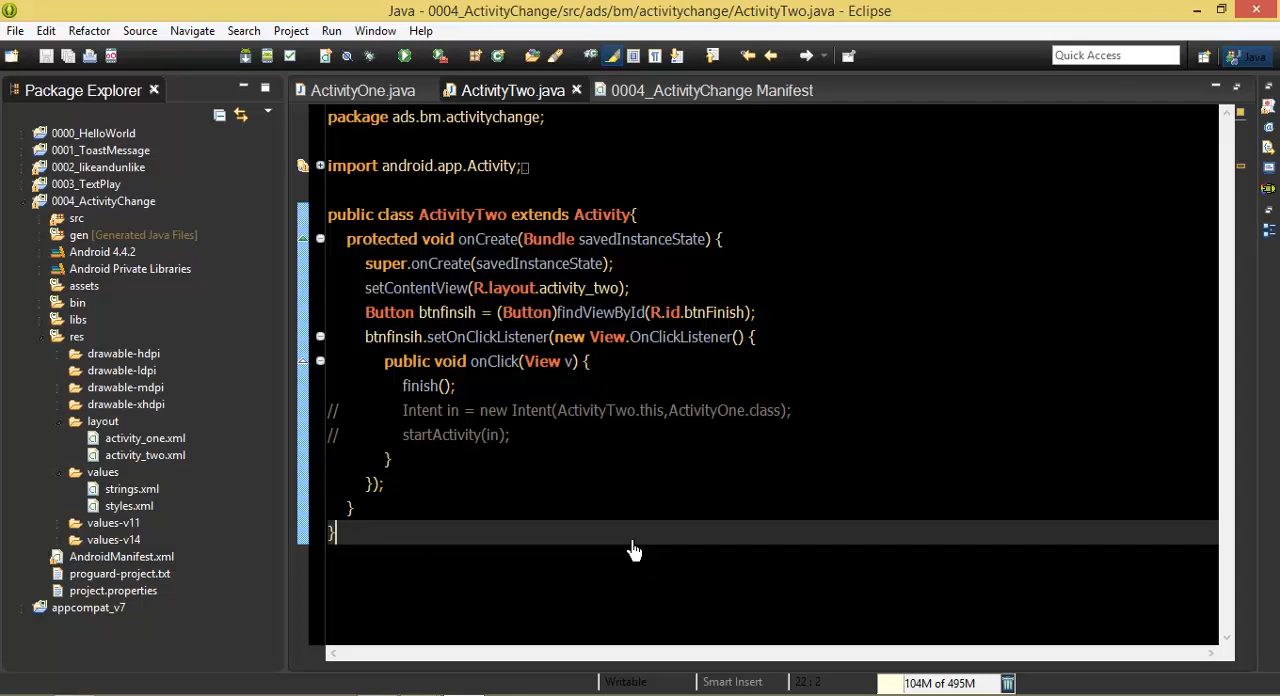 Java - 0004_ActivityChange/src/ads/bm/activitychange/ActivityTwo.java - Eclipse
File Edit Refactor Source Navigate Search Project Run Window Help
Quick Access
Java
Package Explorer
0000_HelloWorld
0001_ToastMessage
0002_likeandunlike
0003_TextPlay
0004_ActivityChange
src
gen [Generated Java Files]
Android 4.4.2
Android Private Libraries
assets
bin
libs
res
drawable-hdpi
drawable-ldpi
drawable-mdpi
drawable-xhdpi
layout
activity_one.xml
activity_two.xml
values
strings.xml
styles.xml
values-v11
values-v14
AndroidManifest.xml
proguard-project.txt
project.properties
appcompat_v7
ActivityOne.java
ActivityTwo.java
0004_ActivityChange Manifest
package ads.bm.activitychange;
import android.app.Activity;
public class ActivityTwo extends Activity{
protected void onCreate(Bundle savedInstanceState) {
super.onCreate(savedInstanceState);
setContentView(R.layout.activity_two);
Button btnfinsih = (Button)findViewById(R.id.btnFinish);
btnfinsih.setOnClickListener(new View.OnClickListener() {
public void onClick(View v) {
finish();
// Intent in = new Intent(ActivityTwo.this,ActivityOne.class);
// startActivity(in);
}
});
}
}
Writable
Smart Insert
22 : 2
104M of 495M